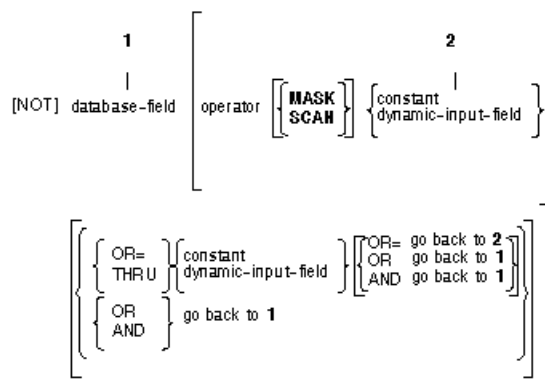 1 2
[NOT] database-field operator MASK constant
SCAN dynamic-input-field
OR= constant OR= go back to 2
THRU dynamic-input-field OR go back to 1
AND go back to 1
OR go back to 1
AND